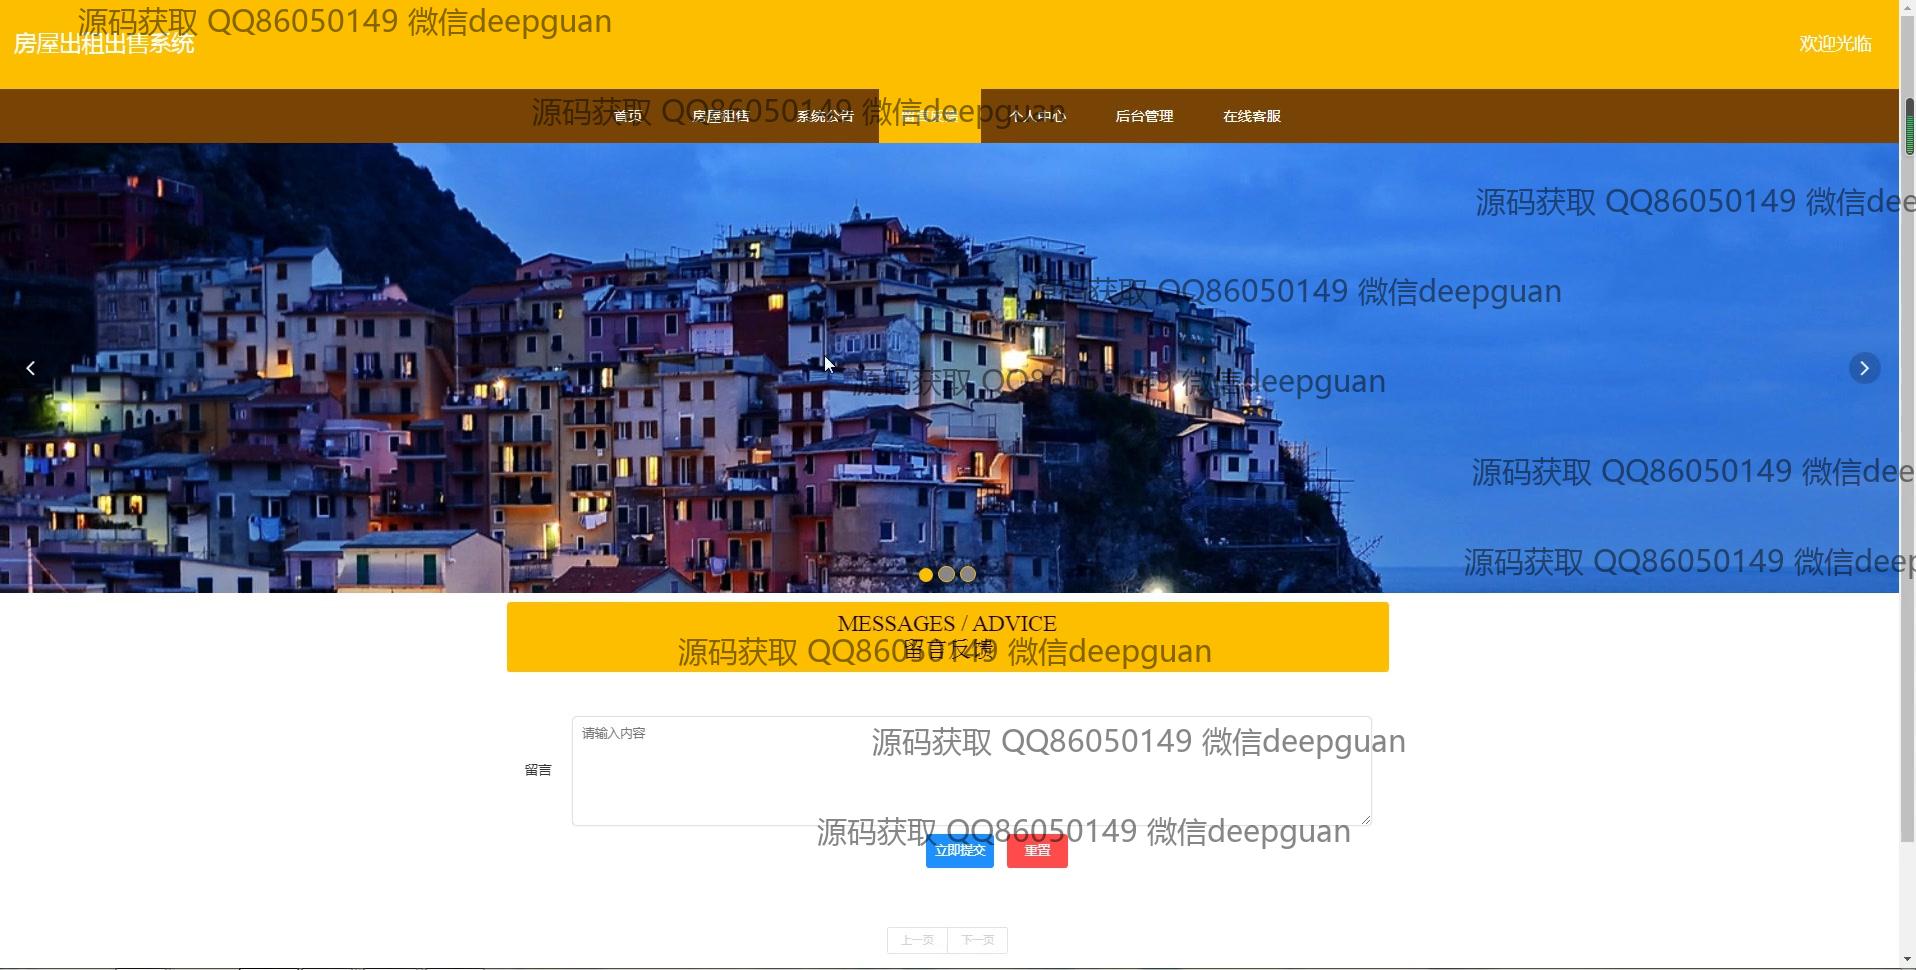 源码获取 QQ86050149 微信deepguan
房屋出租出售系统
欢迎光临
源码获取 QQ86050149 微信deepguan
首页 房屋租售 系统公告 留言反馈 个人中心 后台管理 在线客服
源码获取 QQ86050149 微信dee
源码获取 QQ86050149 微信deepguan
源码获取 QQ86050149 微信deepguan
源码获取 QQ86050149 微信dee
源码获取 QQ86050149 微信deep
MESSAGES / ADVICE
留言反馈
源码获取 QQ86050149 微信deepguan
请输入内容
源码获取 QQ86050149 微信deepguan
留言
源码获取 QQ86050149 微信deepguan
立即提交 重置
上一页 下一页